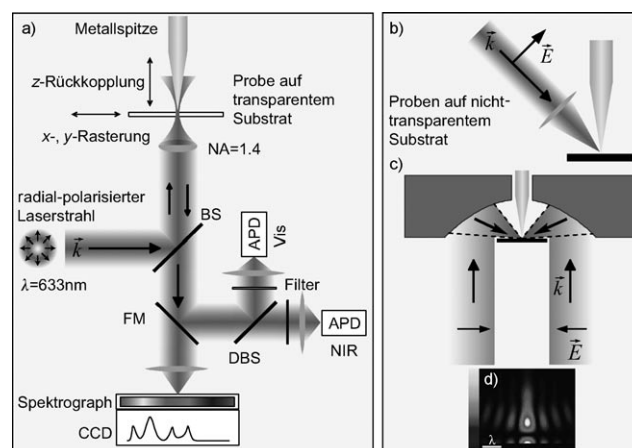 a)
Metallspitze
z-Rückkopplung
Probe auf
transparentem
Substrat
x-, y-Rasterung
NA=1.4
radial-polarisierter
Laserstrahl
BS
k
λ=633nm
APD
Vis
Filter
FM
DBS
APD
NIR
Spektrograph
CCD
b)
k
E
Proben auf nicht-
transparentem
Substrat
c)
k
E
d)
λ